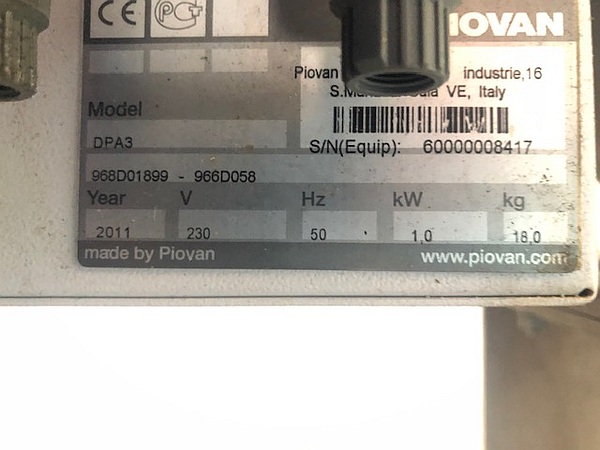 CE PCT
PIOVAN
Piovan industrie,16
VE, Italy
Model
DPA3
S/N(Equip): 60000008417
968D01899 - 966D058
Year V Hz kW kg
2011 230 50 1,0 18,0
made by Piovan www.piovan.com